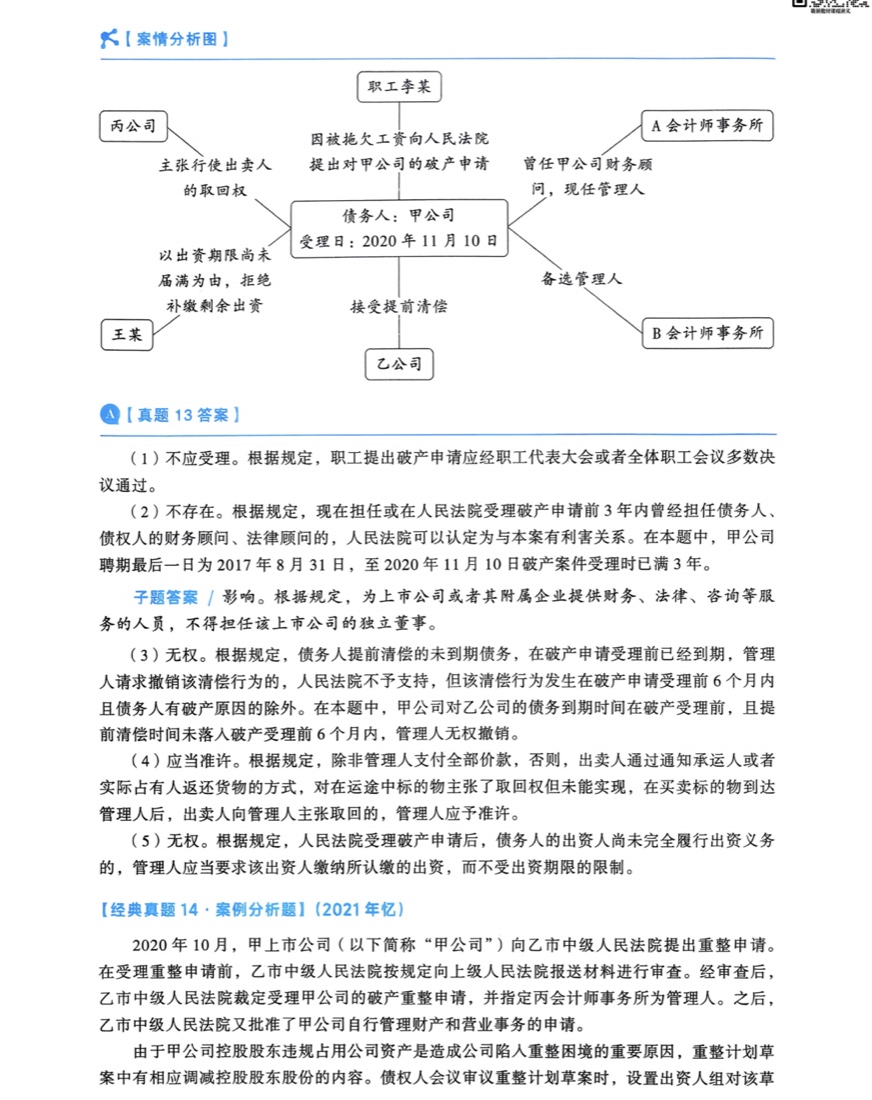 最新教材课程讲义
【案情分析图】
职工李某
丙公司
A 会计师事务所
因被拖欠工资向人民法院
提出对甲公司的破产申请
主张行使出卖人
的取回权
曾任甲公司财务顾
问，现任管理人
债务人：甲公司
受理日：2020 年 11 月 10 日
以出资期限尚未
届满为由，拒绝
补缴剩余出资
接受提前清偿
备选管理人
王某
B 会计师事务所
乙公司
A【真题 13 答案】
（1）不应受理。根据规定，职工提出破产申请应经职工代表大会或者全体职工会议多数决
议通过。
（2）不存在。根据规定，现在担任或在人民法院受理破产申请前 3 年内曾经担任债务人、
债权人的财务顾问、法律顾问的，人民法院可以认定为与本案有利害关系。在本题中，甲公司
聘期最后一日为 2017 年 8 月 31 日，至 2020 年 11 月 10 日破产案件受理时已满 3 年。
子题答案 / 影响。根据规定，为上市公司或者其附属企业提供财务、法律、咨询等服
务的人员，不得担任该上市公司的独立董事。
（3）无权。根据规定，债务人提前清偿的未到期债务，在破产申请受理前已经到期，管理
人请求撤销该清偿行为的，人民法院不予支持，但该清偿行为发生在破产申请受理前 6 个月内
且债务人有破产原因的除外。在本题中，甲公司对乙公司的债务到期时间在破产受理前，且提
前清偿时间未落入破产受理前 6 个月内，管理人无权撤销。
（4）应当准许。根据规定，除非管理人支付全部价款，否则，出卖人通过通知承运人或者
实际占有人返还货物的方式，对在运途中标的物主张了取回权但未能实现，在买卖标的物到达
管理人后，出卖人向管理人主张取回的，管理人应予准许。
（5）无权。根据规定，人民法院受理破产申请后，债务人的出资人尚未完全履行出资义务
的，管理人应当要求该出资人缴纳所认缴的出资，而不受出资期限的限制。
【经典真题 14 · 案例分析题】（2021 年忆）
2020 年 10 月，甲上市公司（以下简称“甲公司”）向乙市中级人民法院提出重整申请。
在受理重整申请前，乙市中级人民法院按规定向上级人民法院报送材料进行审查。经审查后，
乙市中级人民法院裁定受理甲公司的破产重整申请，并指定丙会计师事务所为管理人。之后，
乙市中级人民法院又批准了甲公司自行管理财产和营业事务的申请。
由于甲公司控股股东违规占用公司资产是造成公司陷人重整困境的重要原因，重整计划草
案中有相应调减控股股东股份的内容。债权人会议审议重整计划草案时，设置出资人组对该草